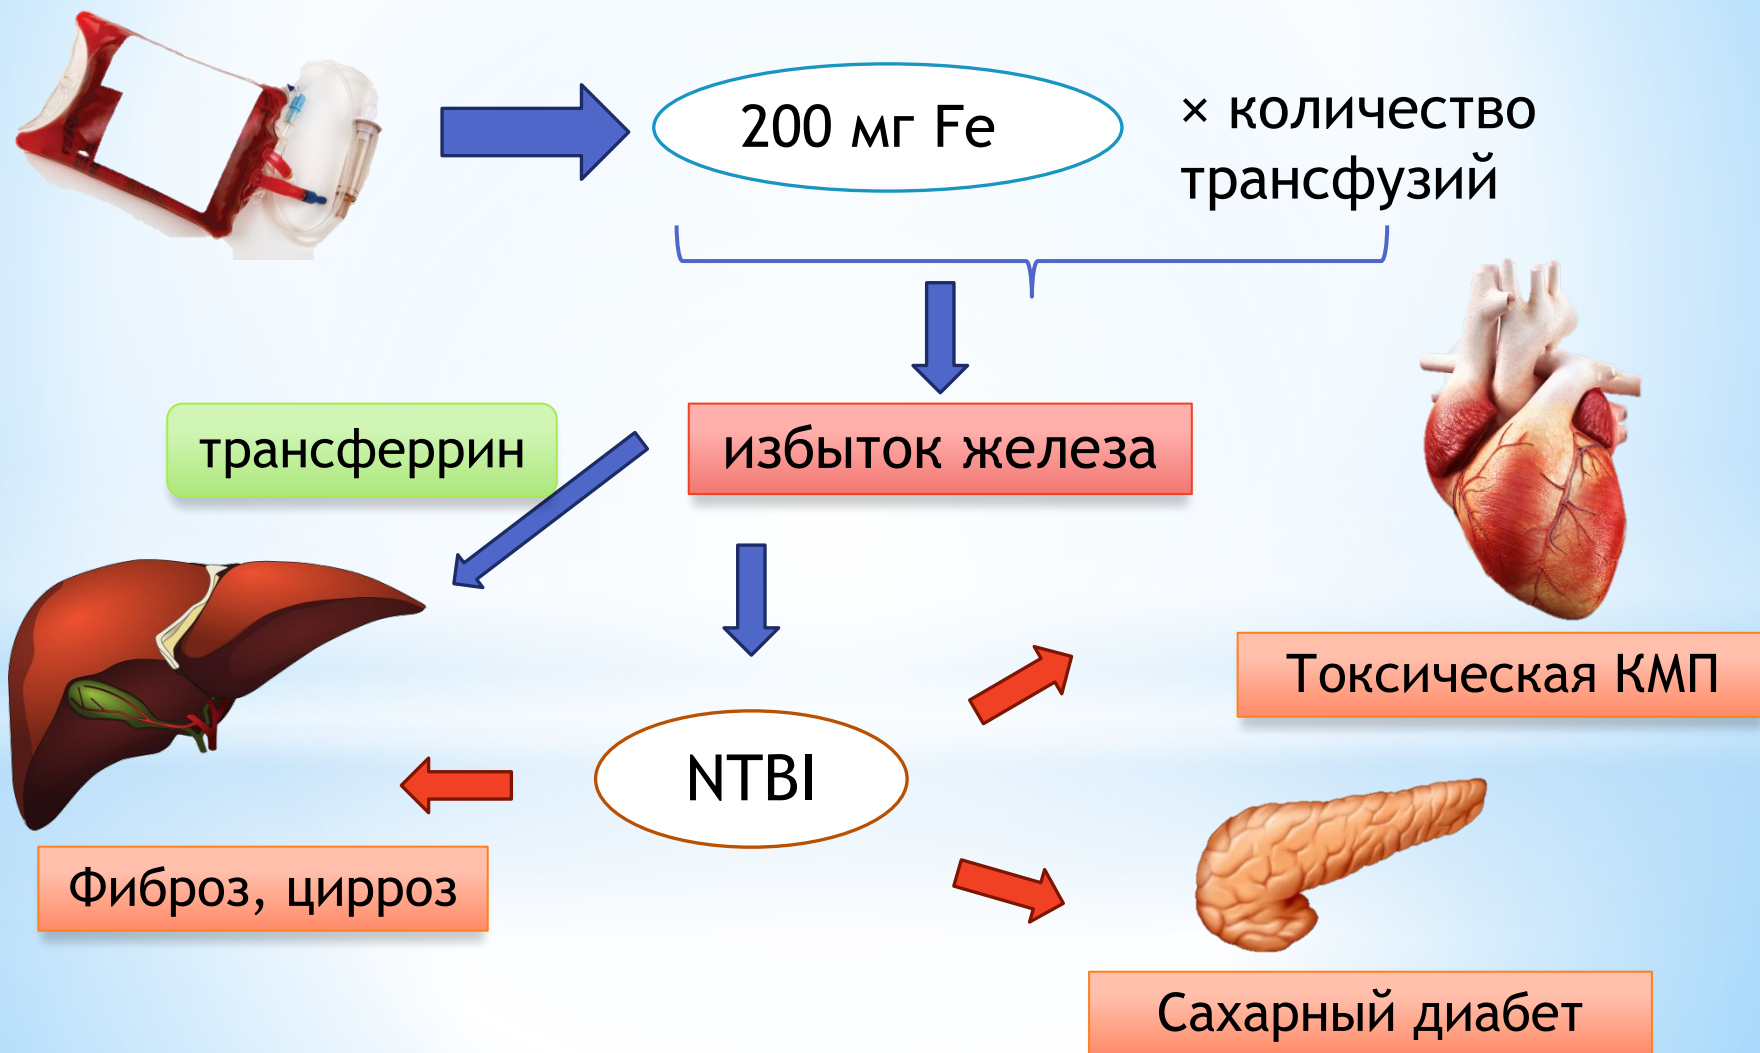 200 мг Fe
× количество
трансфузий
трансферрин
избыток железа
Токсическая КМП
NTBI
Фиброз, цирроз
Сахарный диабет